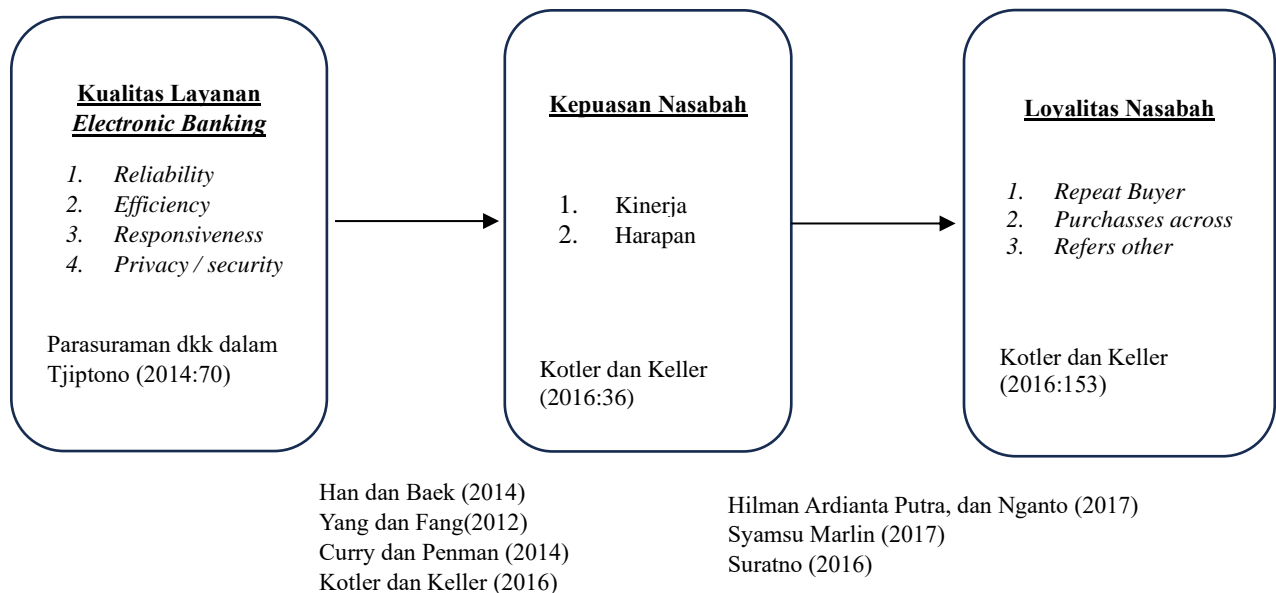 Kualitas Layanan
Electronic Banking
1. Reliability
2. Efficiency
3. Responsiveness
4. Privacy / security
Parasuraman dkk dalam
Tjiptono (2014:70)
Kepuasan Nasabah
1. Kinerja
2. Harapan
Kotler dan Keller
(2016:36)
Loyalitas Nasabah
1. Repeat Buyer
2. Purchasses across
3. Refers other
Kotler dan Keller
(2016:153)
Han dan Baek (2014)
Yang dan Fang(2012)
Curry dan Penman (2014)
Kotler dan Keller (2016)
Hilman Ardianta Putra, dan Nganto (2017)
Syamsu Marlin (2017)
Suratno (2016)